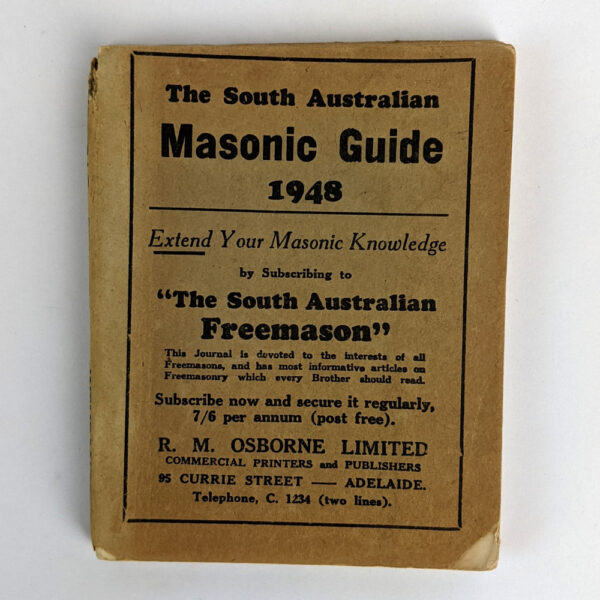 The South Australian
Masonic Guide
1948
Extend Your Masonic Knowledge
by Subscribing to
"The South Australian
Freemason"
This Journal is devoted to the interests of all
Freemasons, and has most informative articles on
Freemasonry which every Brother should read.
Subscribe now and secure it regularly,
7/6 per annum (post free).
R. M. OSBORNE LIMITED
COMMERCIAL PRINTERS and PUBLISHERS
95 CURRIE STREET — ADELAIDE.
Telephone, C. 1234 (two lines).